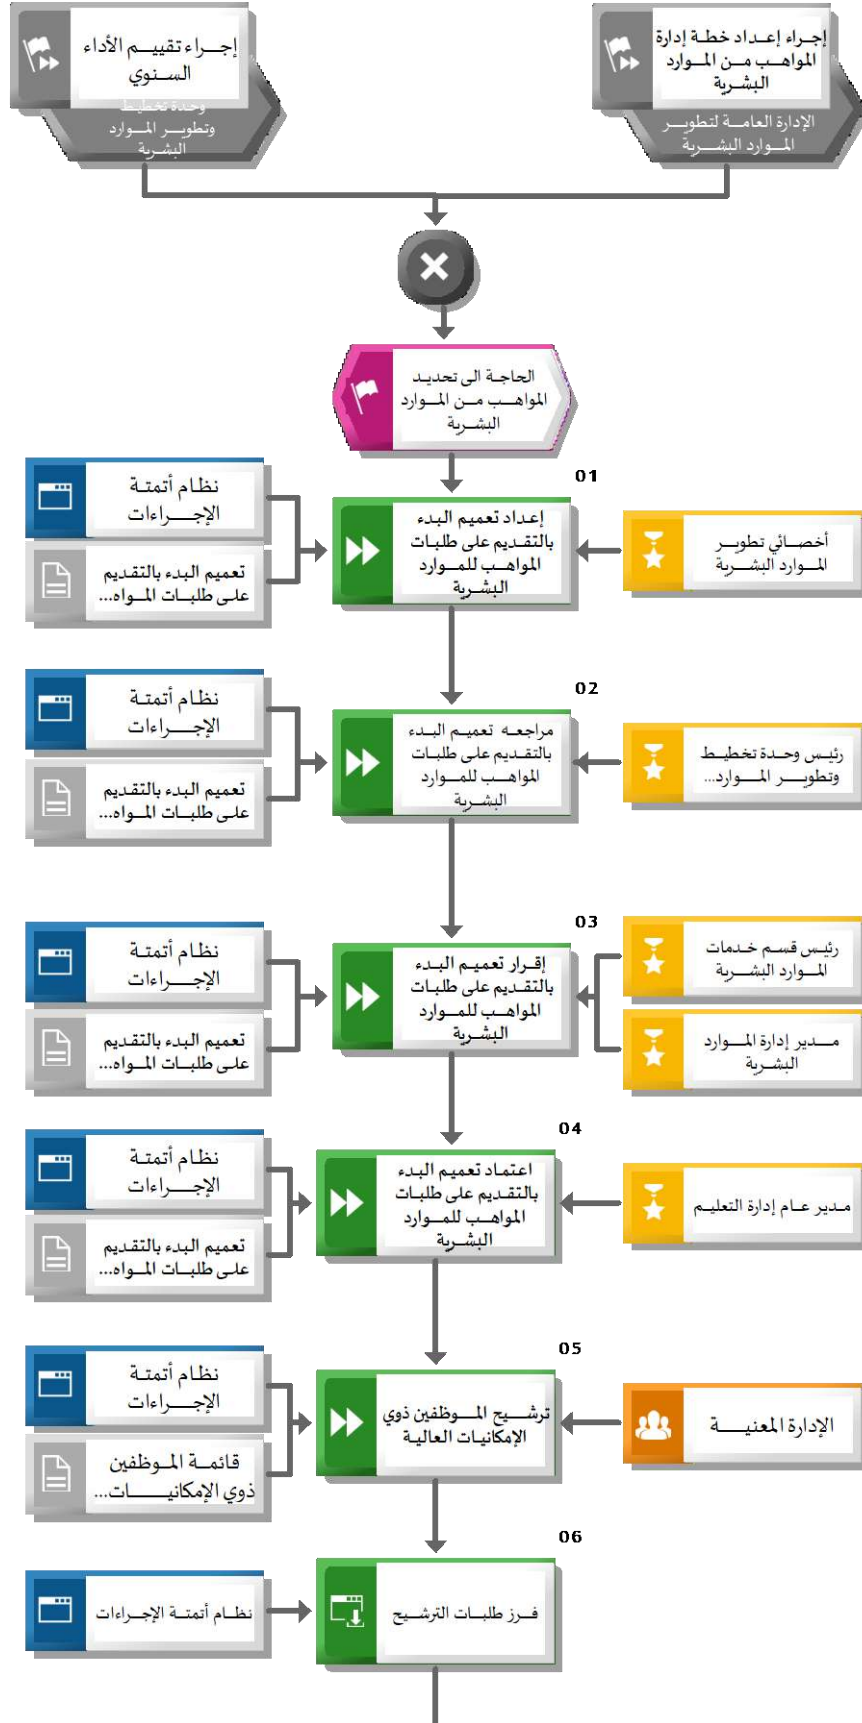 إجراء إعداد خطة إدارة
المواهب من الموارد
البشرية
الإدارة العامة لتطوير
الموارد البشرية
إجراء تقييم الأداء
السنوي
وحدة تخطيط
وتطوير الموارد
البشرية
الحاجة الى تحديد
المواهب من الموارد
البشرية
01
أخصائي تطوير
الموارد البشرية
إعداد تعميم البدء
بالتقديم على طلبات
المواهب للموارد
البشرية
نظام أتمتة
الإجراءات
تعميم البدء بالتقديم
على طلبات المواه...
02
رئيس وحدة تخطيط
وتطوير الموارد...
مراجعه تعميم البدء
بالتقديم على طلبات
المواهب للموارد
البشرية
نظام أتمتة
الإجراءات
تعميم البدء بالتقديم
على طلبات المواه...
03
رئيس قسم خدمات
الموارد البشرية
مدير إدارة الموارد
البشرية
إقرار تعميم البدء
بالتقديم على طلبات
المواهب للموارد
البشرية
نظام أتمتة
الإجراءات
تعميم البدء بالتقديم
على طلبات المواه...
04
مدير عام إدارة التعليم
اعتماد تعميم البدء
بالتقديم على طلبات
المواهب للموارد
البشرية
نظام أتمتة
الإجراءات
تعميم البدء بالتقديم
على طلبات المواه...
05
الإدارة المعنية
ترشيح الموظفين ذوي
الإمكانيات العالية
نظام أتمتة
الإجراءات
قائمة الموظفين
ذوي الإمكانيات...
06
فرز طلبات الترشيح
نظام أتمتة الإجراءات